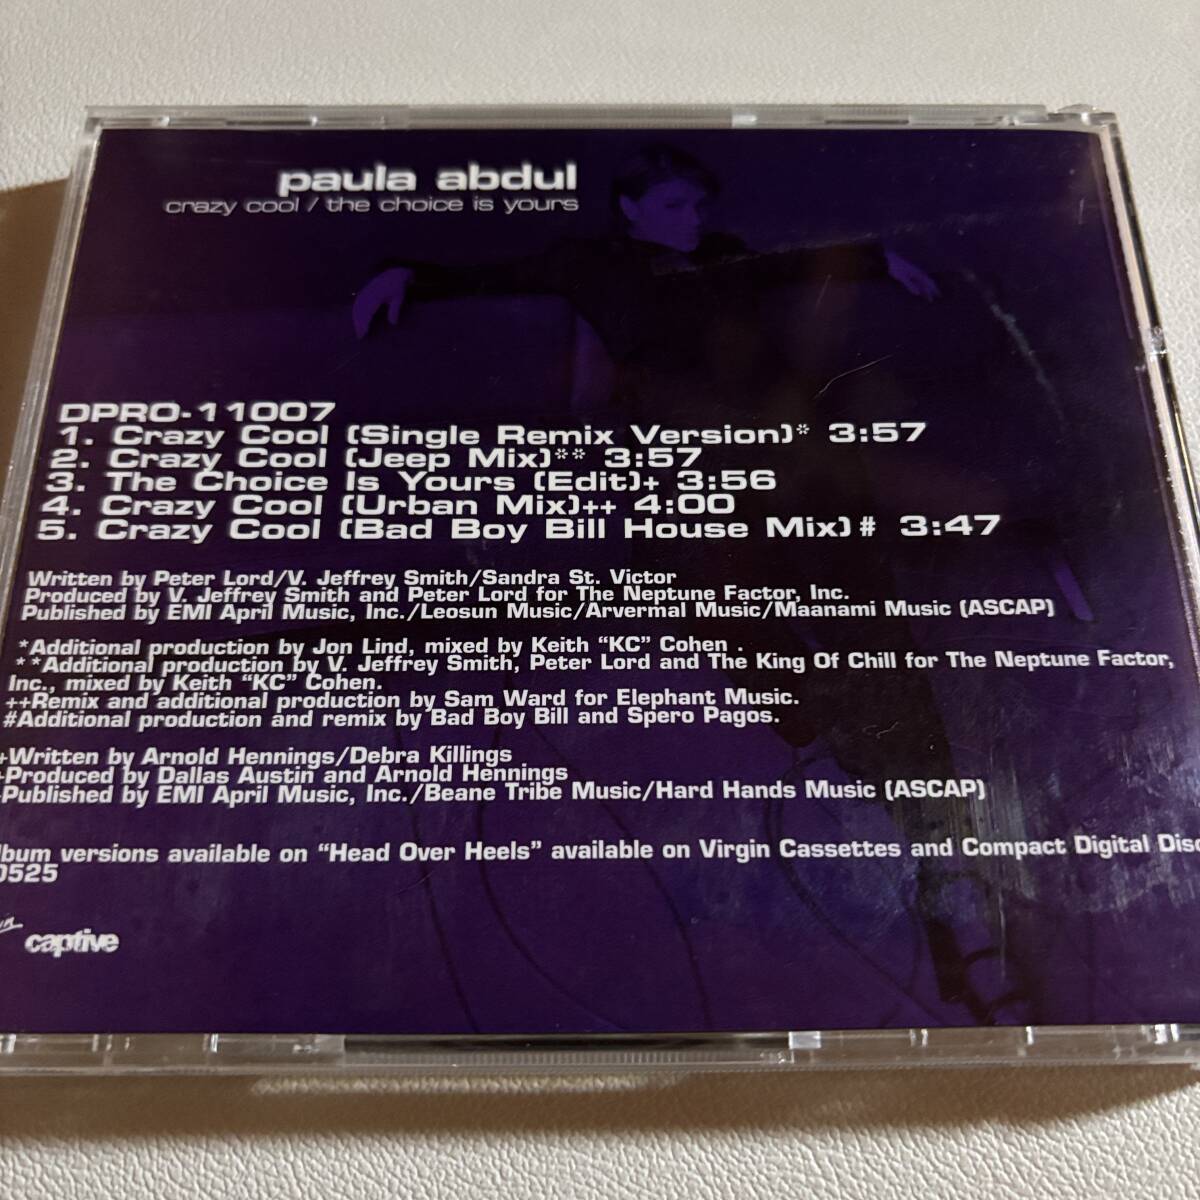 paula abdul
crazy cool / the choice is yours
DPRO-11007
1. Crazy Cool (Single Remix Version)* 3:57
2. Crazy Cool (Jeep Mix)** 3:57
3. The Choice Is Yours (Edit)+ 3:56
4. Crazy Cool (Urban Mix)++ 4:00
5. Crazy Cool (Bad Boy Bill House Mix)# 3:47
Written by Peter Lord/V. Jeffrey Smith/Sandra St. Victor
Produced by V. Jeffrey Smith and Peter Lord for The Neptune Factor, Inc.
Published by EMI April Music, Inc./Leosun Music/Arvermal Music/Maanami Music (ASCAP)
*Additional production by Jon Lind, mixed by Keith “KC” Cohen .
**Additional production by V. Jeffrey Smith, Peter Lord and The King Of Chill for The Neptune Factor,
Inc., mixed by Keith “KC” Cohen.
++Remix and additional production by Sam Ward for Elephant Music.
#Additional production and remix by Bad Boy Bill and Spero Pagos.
+Written by Arnold Hennings/Debra Killings
+Produced by Dallas Austin and Arnold Hennings
Published by EMI April Music, Inc./Beane Tribe Music/Hard Hands Music (ASCAP)
lbum versions available on “Head Over Heels” available on Virgin Cassettes and Compact Digital Disc
0525
captive